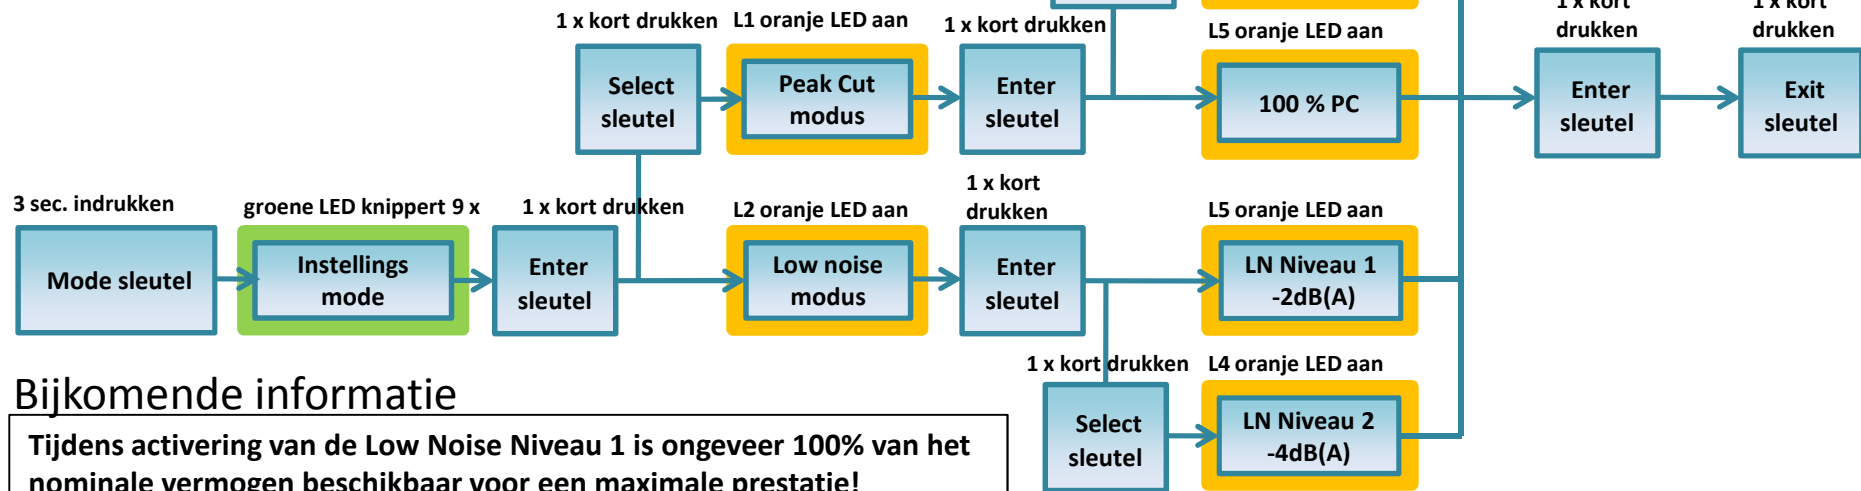 1 x kort
drukken
1 x kort
drukken
1 x kort drukken
L1 oranje LED aan
1 x kort drukken
L5 oranje LED aan
Select
sleutel
Peak Cut
modus
Enter
sleutel
100 % PC
Enter
sleutel
Exit
sleutel
3 sec. indrukken
groene LED knippert 9 x
1 x kort drukken
L2 oranje LED aan
1 x kort
drukken
L5 oranje LED aan
Mode sleutel
Instellings
mode
Enter
sleutel
Low noise
modus
Enter
sleutel
LN Niveau 1
-2dB(A)
1 x kort drukken
L4 oranje LED aan
Select
sleutel
LN Niveau 2
-4dB(A)
Bijkomende informatie
Tijdens activering van de Low Noise Niveau 1 is ongeveer 100% van het
nominale vermogen beschikbaar voor een maximale prestatie!